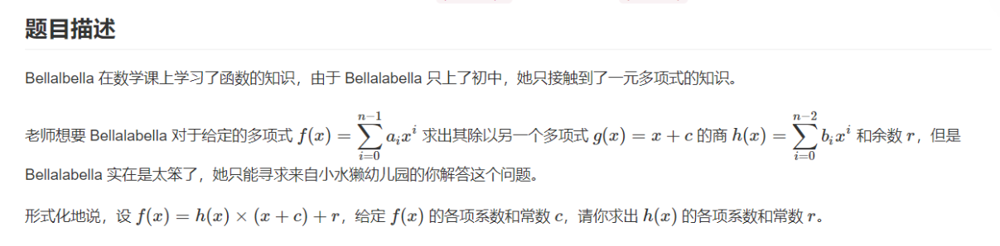 题目描述
Bellalbella 在数学课上学习了函数的知识，由于 Bellalabella 只上了初中，她只接触到了一元多项式的知识。
老师想要 Bellalabella 对于给定的多项式 f(x) = ∑_{i=0}^{n−1} a_i x^i 求出其除以另一个多项式 g(x) = x + c 的商 h(x) = ∑_{i=0}^{n−2} b_i x^i 和余数 r，但是
Bellalabella 实在是太笨了，她只能寻求来自小水獭幼儿园的你解答这个问题。
形式化地说，设 f(x) = h(x) × (x + c) + r，给定 f(x) 的各项系数和常数 c，请你求出 h(x) 的各项系数和常数 r。